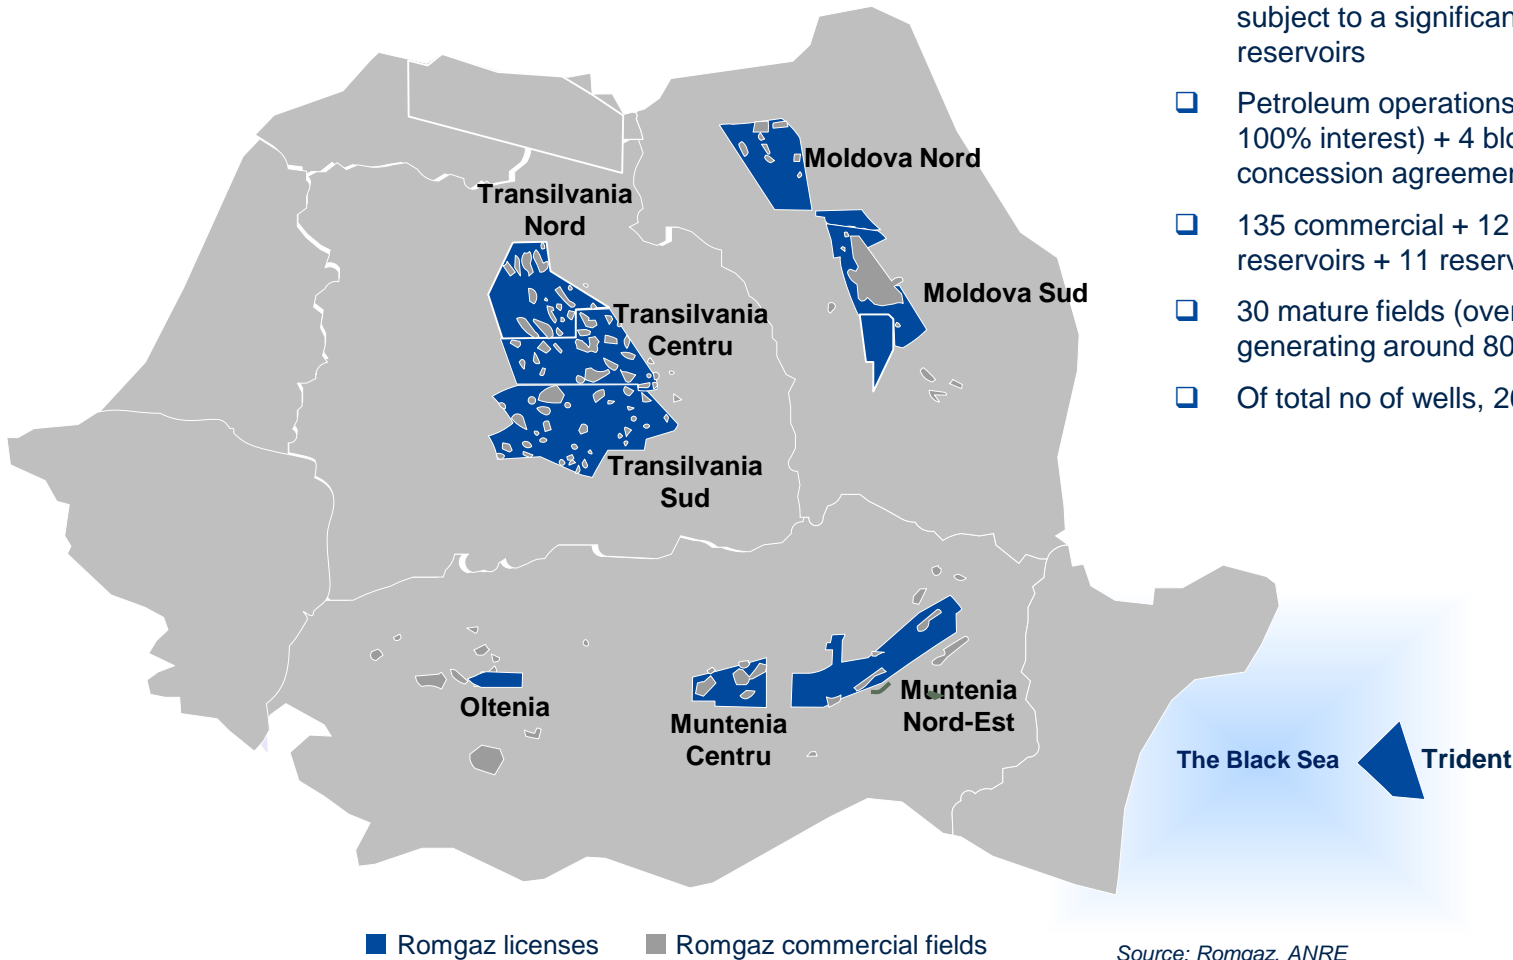 subject to a significan
reservoirs
Petroleum operations
100% interest) + 4 blo
concession agreemen
135 commercial + 12
reservoirs + 11 reserv
30 mature fields (over
generating around 80
Of total no of wells, 20
Moldova Nord
Transilvania
Nord
Moldova Sud
Transilvania
Centru
Transilvania
Sud
Oltenia
Muntenia
Centru
Muntenia
Nord-Est
The Black Sea
Trident
Romgaz licenses
Romgaz commercial fields
Source: Romgaz, ANRE